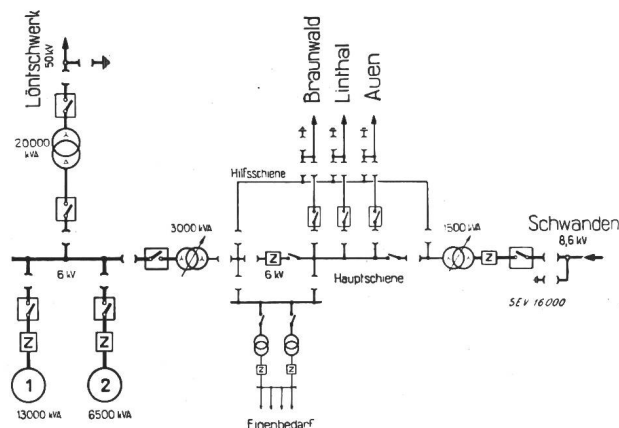 Löntschwerk
50 kV
20000
kVA
Braunwald
Linthal
Auen
Hilfsschiene
3000 kVA
1500 kVA
Schwanden
8,6 kV
6 kV
Z
6 kV
Hauptschiene
Z
SEV 16000
Z
Z
1
2
13000 kVA
6500 kVA
Z
Z
Eigenbedarf